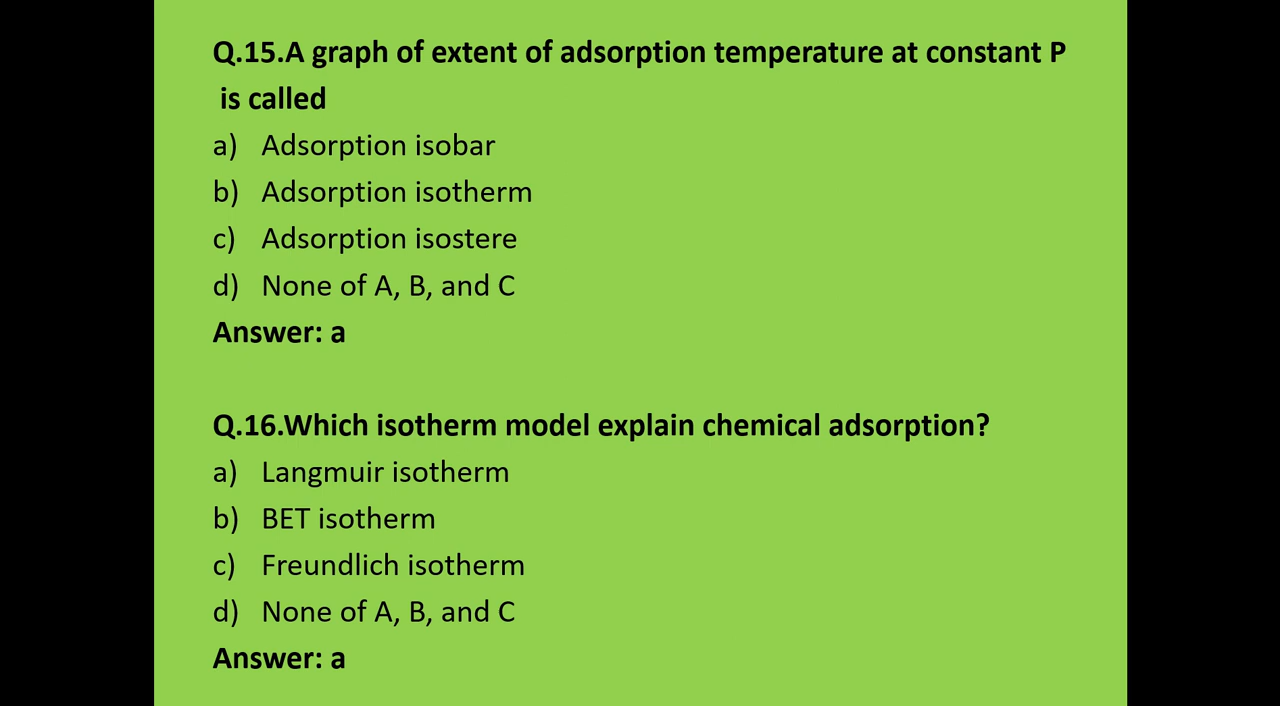 Q.15.A graph of extent of adsorption temperature at constant P
is called
a) Adsorption isobar
b) Adsorption isotherm
c) Adsorption isostere
d) None of A, B, and C
Answer: a
Q.16.Which isotherm model explain chemical adsorption?
a) Langmuir isotherm
b) BET isotherm
c) Freundlich isotherm
d) None of A, B, and C
Answer: a